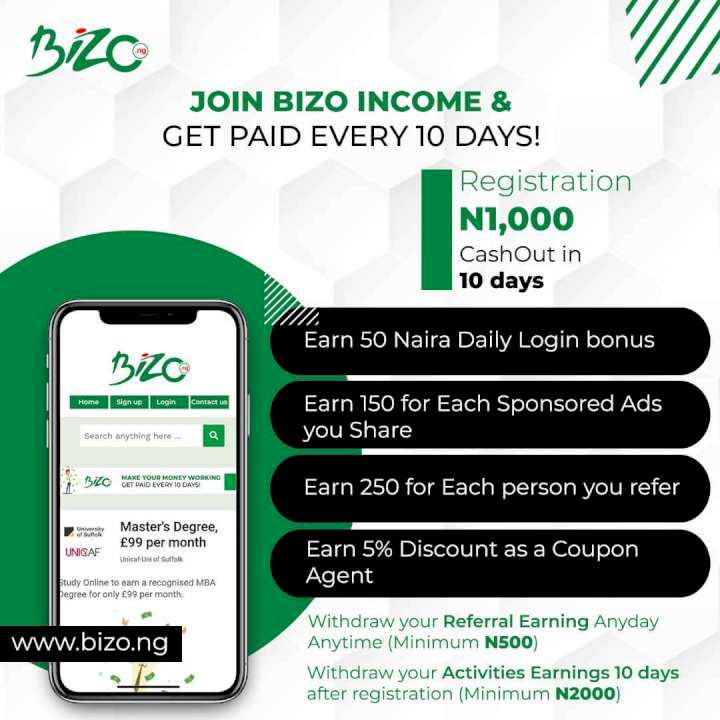 BiZO
.ng
JOIN BIZO INCOME &
GET PAID EVERY 10 DAYS!
Registration
N1,000
CashOut in
10 days
Earn 50 Naira Daily Login bonus
Earn 150 for Each Sponsored Ads
you Share
Earn 250 for Each person you refer
Earn 5% Discount as a Coupon
Agent
Withdraw your Referral Earning Anyday
Anytime (Minimum N500)
Withdraw your Activities Earnings 10 days
after registration (Minimum N2000)
BiZO
Home Sign up Login Contact us
Search anything here ...
BiZO
MAKE YOUR MONEY WORKING
GET PAID EVERY 10 DAYS!
University
of Suffolk
UNICAF
Master's Degree,
£99 per month
Unicaf-Uni of Suffolk
Study Online to earn a recognised MBA
Degree for only £99 per month.
www.bizo.ng